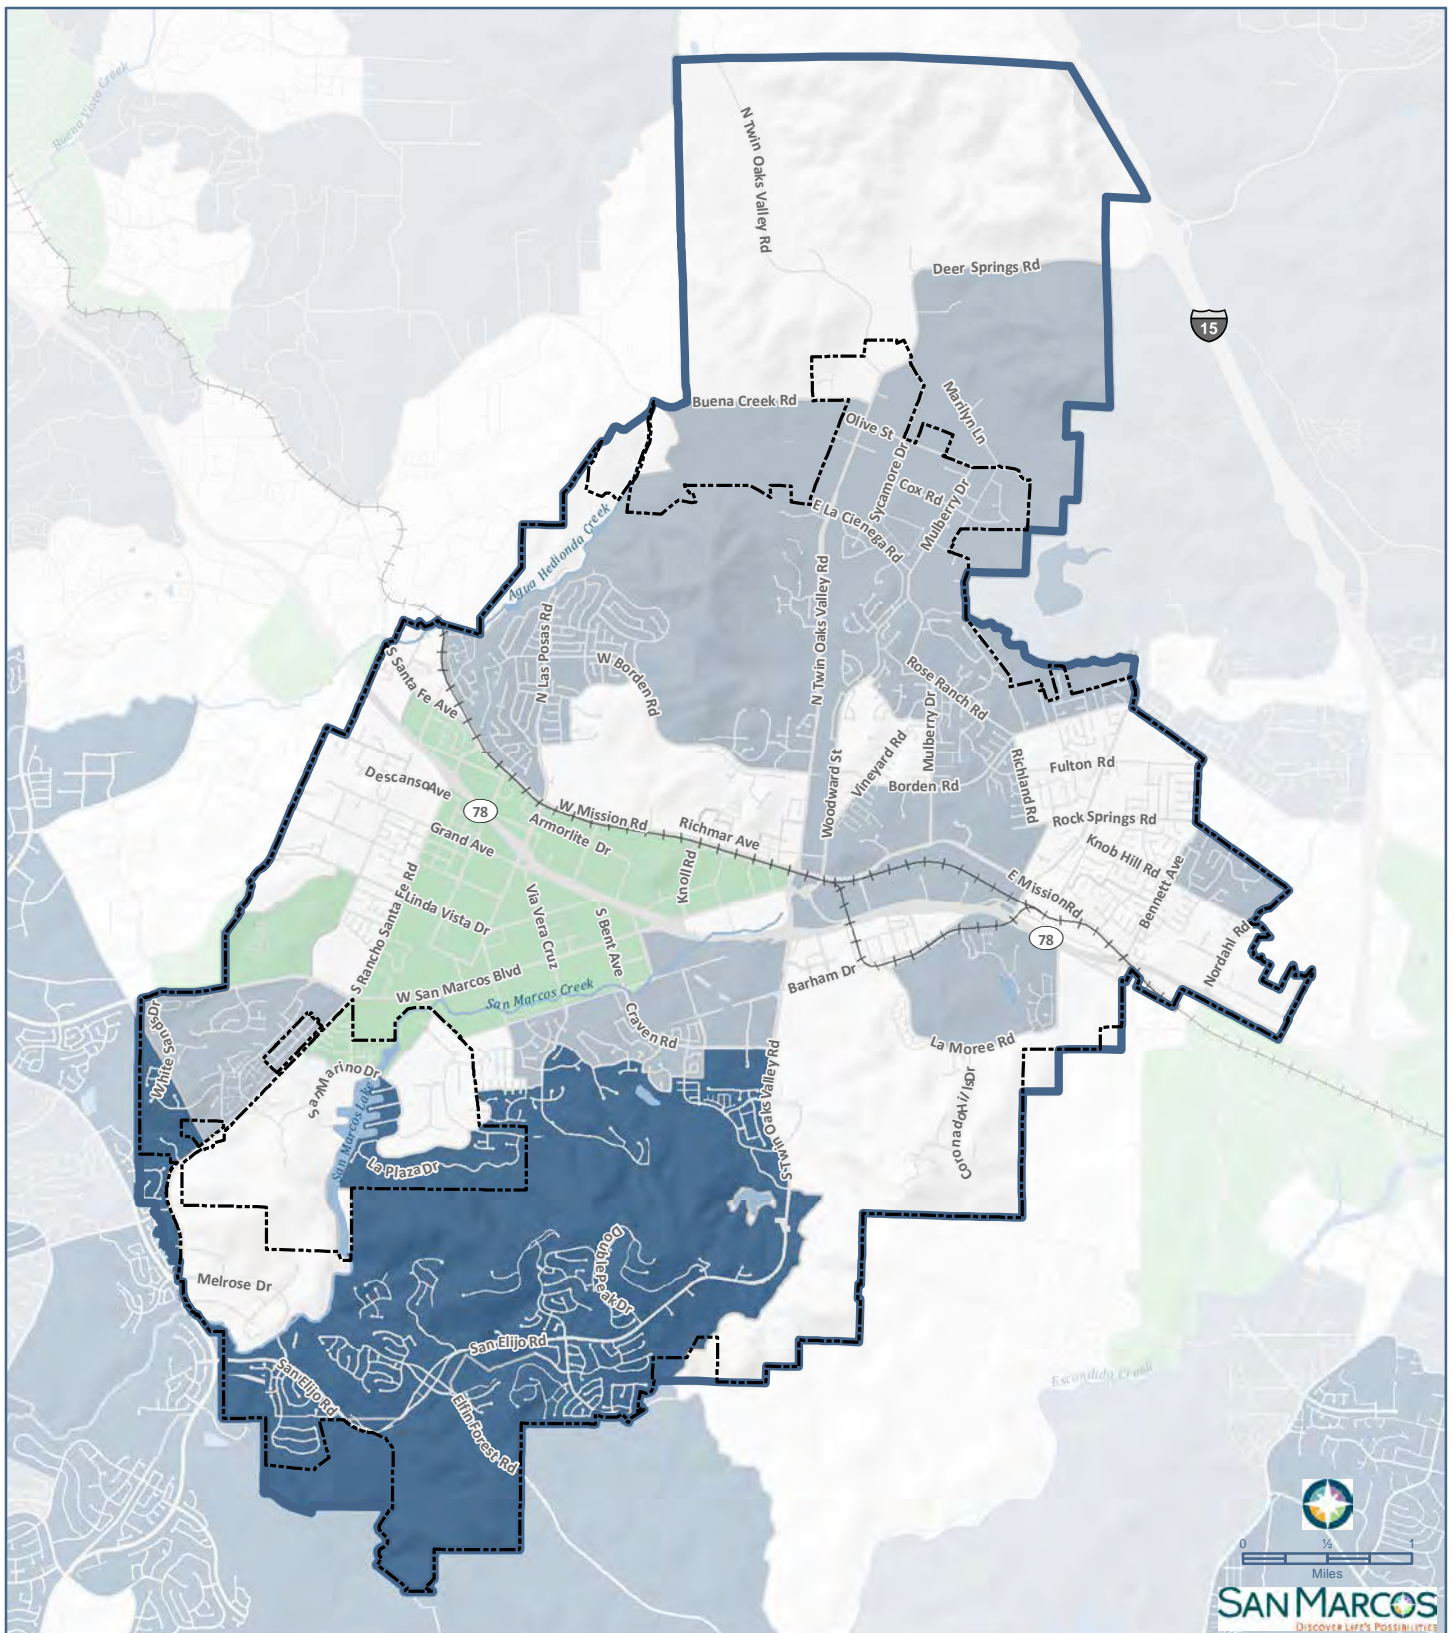 Buena Vista Creek
N Twin Oaks Valley Rd
Deer Springs Rd
15
Buena Creek Rd
Marilyn Ln
Olive St
Sycamore Dr
Cox Rd
Mulberry Dr
E La Cienega Rd
Agua Hedionda Creek
N Twin Oaks Valley Rd
N Las Posas Rd
W Borden Rd
S Santa Fe Ave
Rose Ranch Rd
Mulberry Dr
Vineyard Rd
Woodward St
Borden Rd
Richland Rd
Fulton Rd
Descanso Ave
78
W Mission Rd
Richmar Ave
Rock Springs Rd
Armorlite Dr
Grand Ave
Knoll Rd
Knob Hill Rd
Bennett Ave
E Mission Rd
S Rancho Santa Fe Rd
Linda Vista Dr
Via Vera Cruz
S Bent Ave
78
Nordahl Rd
W San Marcos Blvd
San Marcos Creek
Barham Dr
White Sands Dr
Craven Rd
La Moree Rd
San Marino Dr
San Marcos Lake
La Plaza Dr
S Twin Oaks Valley Rd
Coronado Hills Dr
Double Peak Dr
Melrose Dr
San Elijo Rd
San Elijo Rd
Elfin Forest Rd
Escondido Creek
0 ½ 1
Miles
SAN MARCOS
DISCOVER LIFE'S POSSIBILITIES